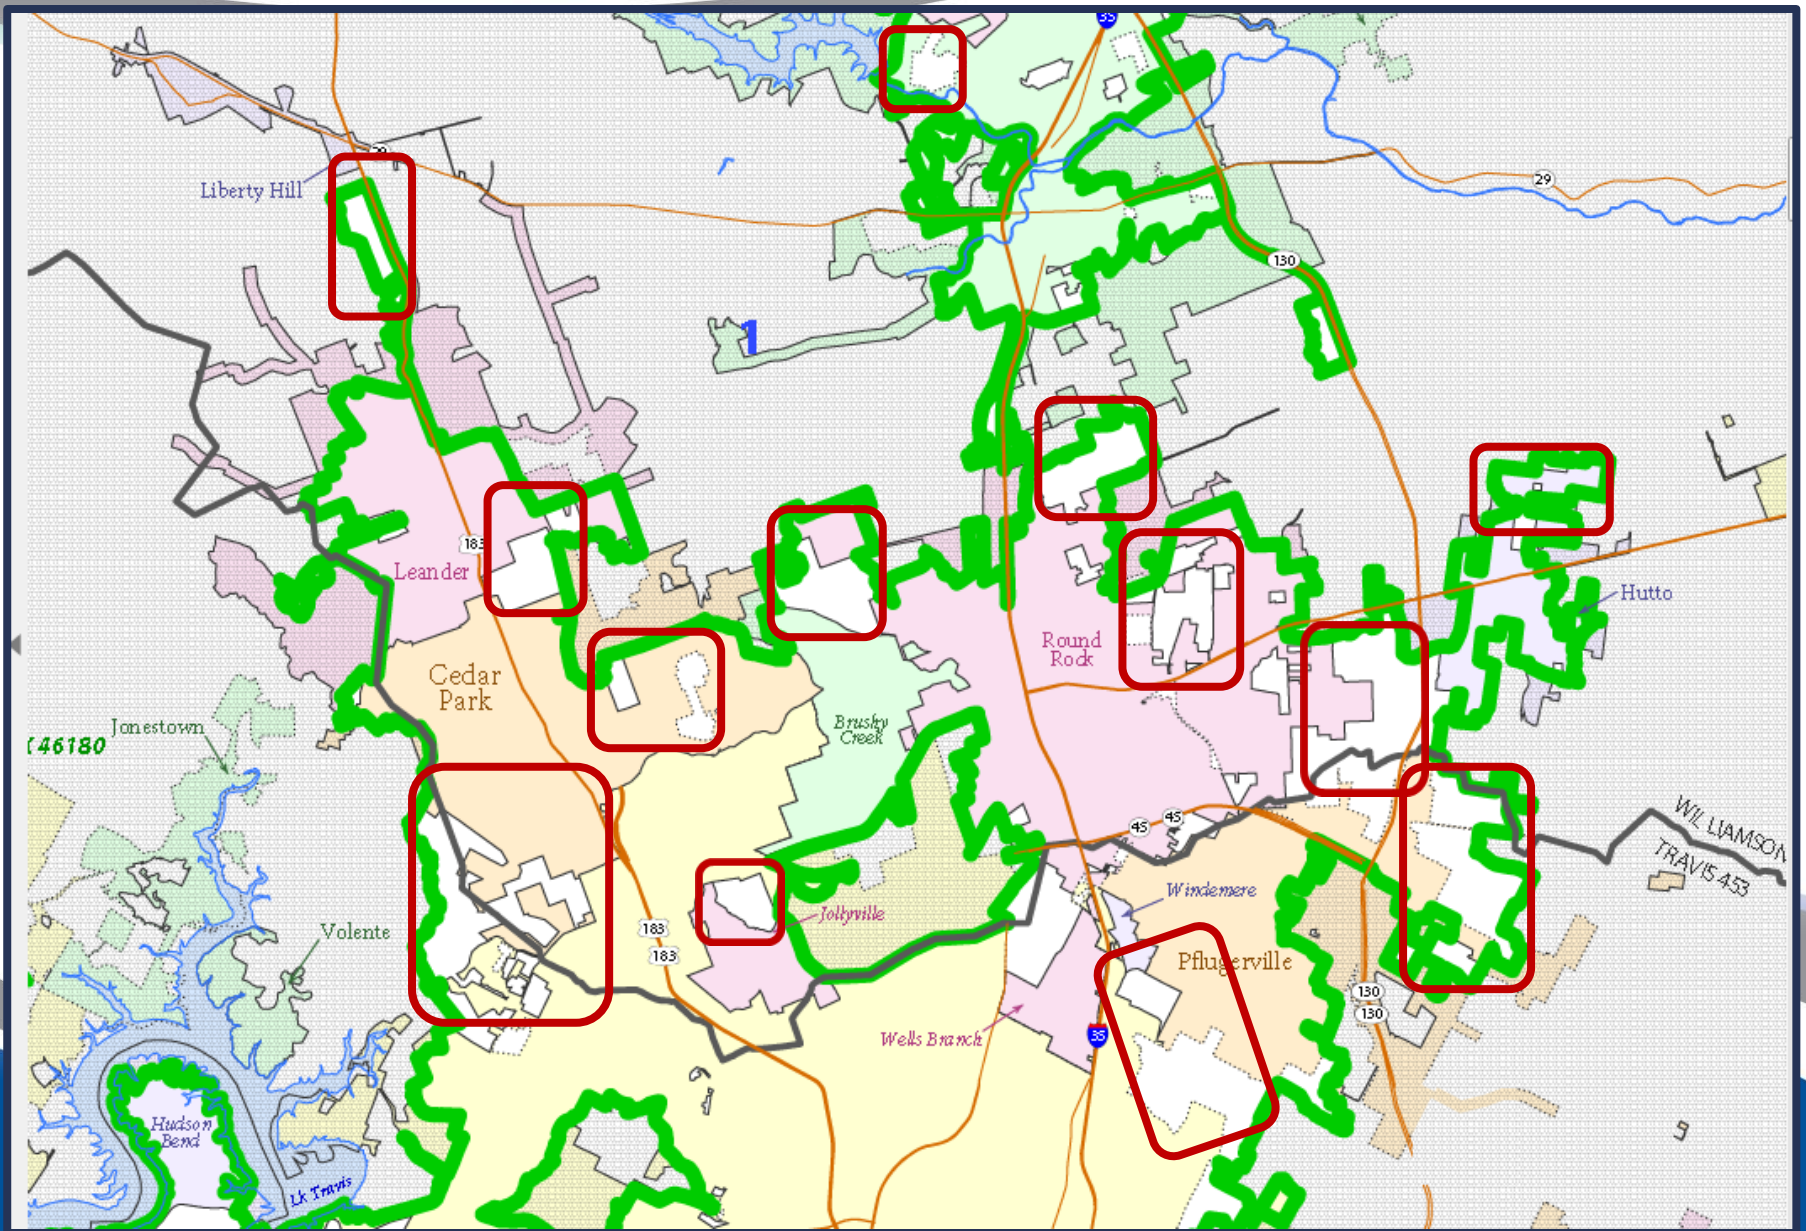 35
29
Liberty Hill
29
130
1
183
Leander
Hutto
Round
Rock
Cedar
Park
Brushy
Creek
Jonestown
46180
45
45
WILLIAMSON
TRAVIS 453
Windemere
Jollyville
183
Volente
183
Pflugerville
130
130
Wells Branch
35
Hudson
Bend
Lk Travis